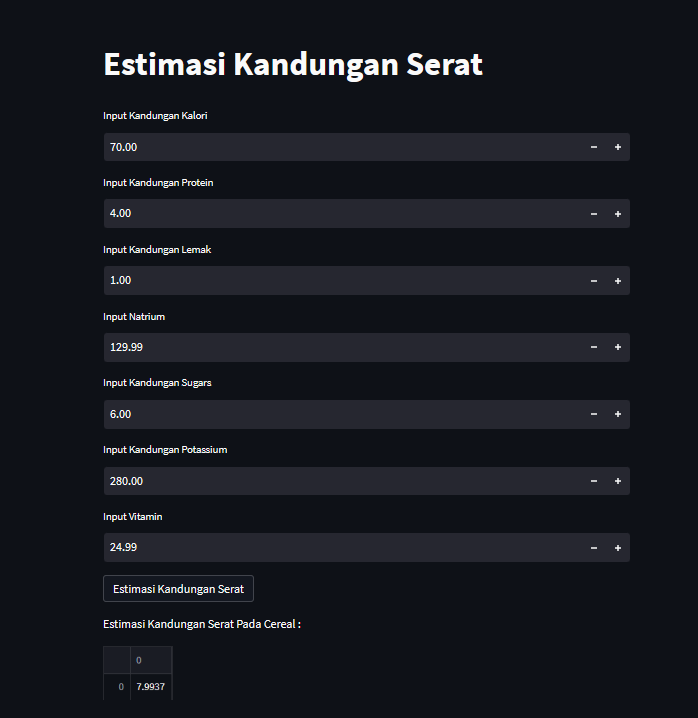 Estimasi Kandungan Serat
Input Kandungan Kalori
70.00
Input Kandungan Protein
4.00
Input Kandungan Lemak
1.00
Input Natrium
129.99
Input Kandungan Sugars
6.00
Input Kandungan Potassium
280.00
Input Vitamin
24.99
Estimasi Kandungan Serat
Estimasi Kandungan Serat Pada Cereal :
0
0 7.9937